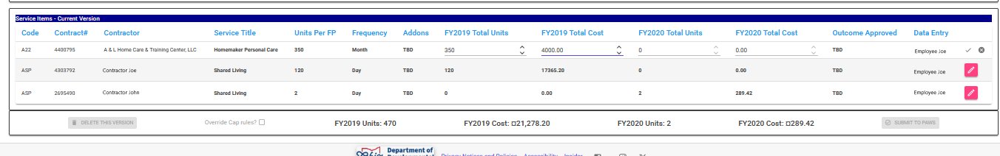 Service Items - Current Version
Code Contract# Contractor Service Title Units Per FP Frequency Addons FY2019 Total Units FY2019 Total Cost FY2020 Total Units FY2020 Total Cost Outcome Approved Data Entry
A22 4400795 A & L Home Care & Training Center, LLC Homemaker Personal Care 350 Month TBD 350 4000.00 0 0.00 TBD Employee Joe
ASP 4303792 Contractor Joe Shared Living 120 Day TBD 120 17365.20 0 0.00 TBD Employee Joe
ASP 2695490 Contractor John Shared Living 2 Day TBD 0 0.00 2 289.42 TBD Employee Joe
DELETE THIS VERSION Override Cap rules? FY2019 Units: 470 FY2019 Cost: ¤21,278.20 FY2020 Units: 2 FY2020 Cost: ¤289.42 SUBMIT TO PAWS
Department of
Privacy Notices and Policies Accessibility Insider